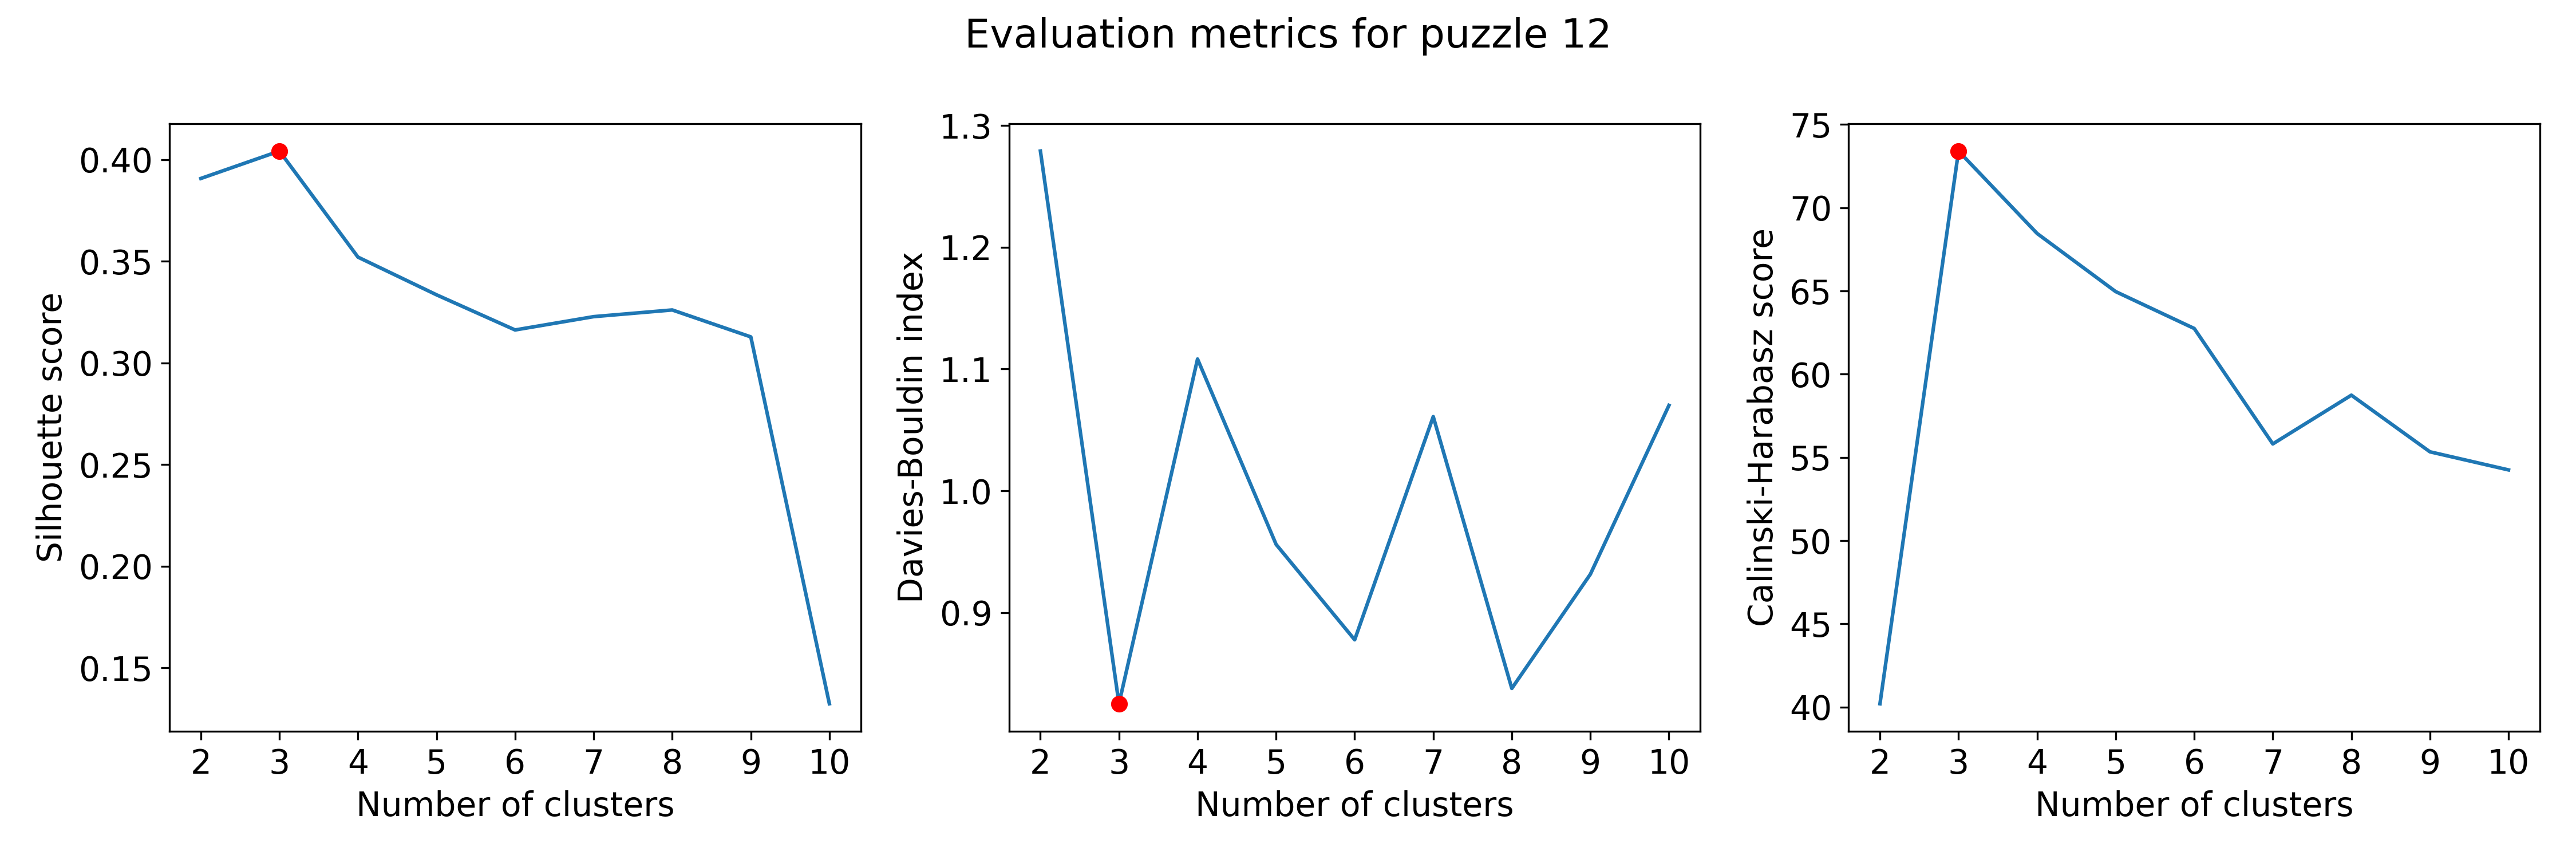 Evaluation metrics for puzzle 12
Silhouette score
0.40
0.35
0.30
0.25
0.20
0.15
2 3 4 5 6 7 8 9 10
Number of clusters
Davies-Bouldin index
1.3
1.2
1.1
1.0
0.9
2 3 4 5 6 7 8 9 10
Number of clusters
Calinski-Harabasz score
75
70
65
60
55
50
45
40
2 3 4 5 6 7 8 9 10
Number of clusters